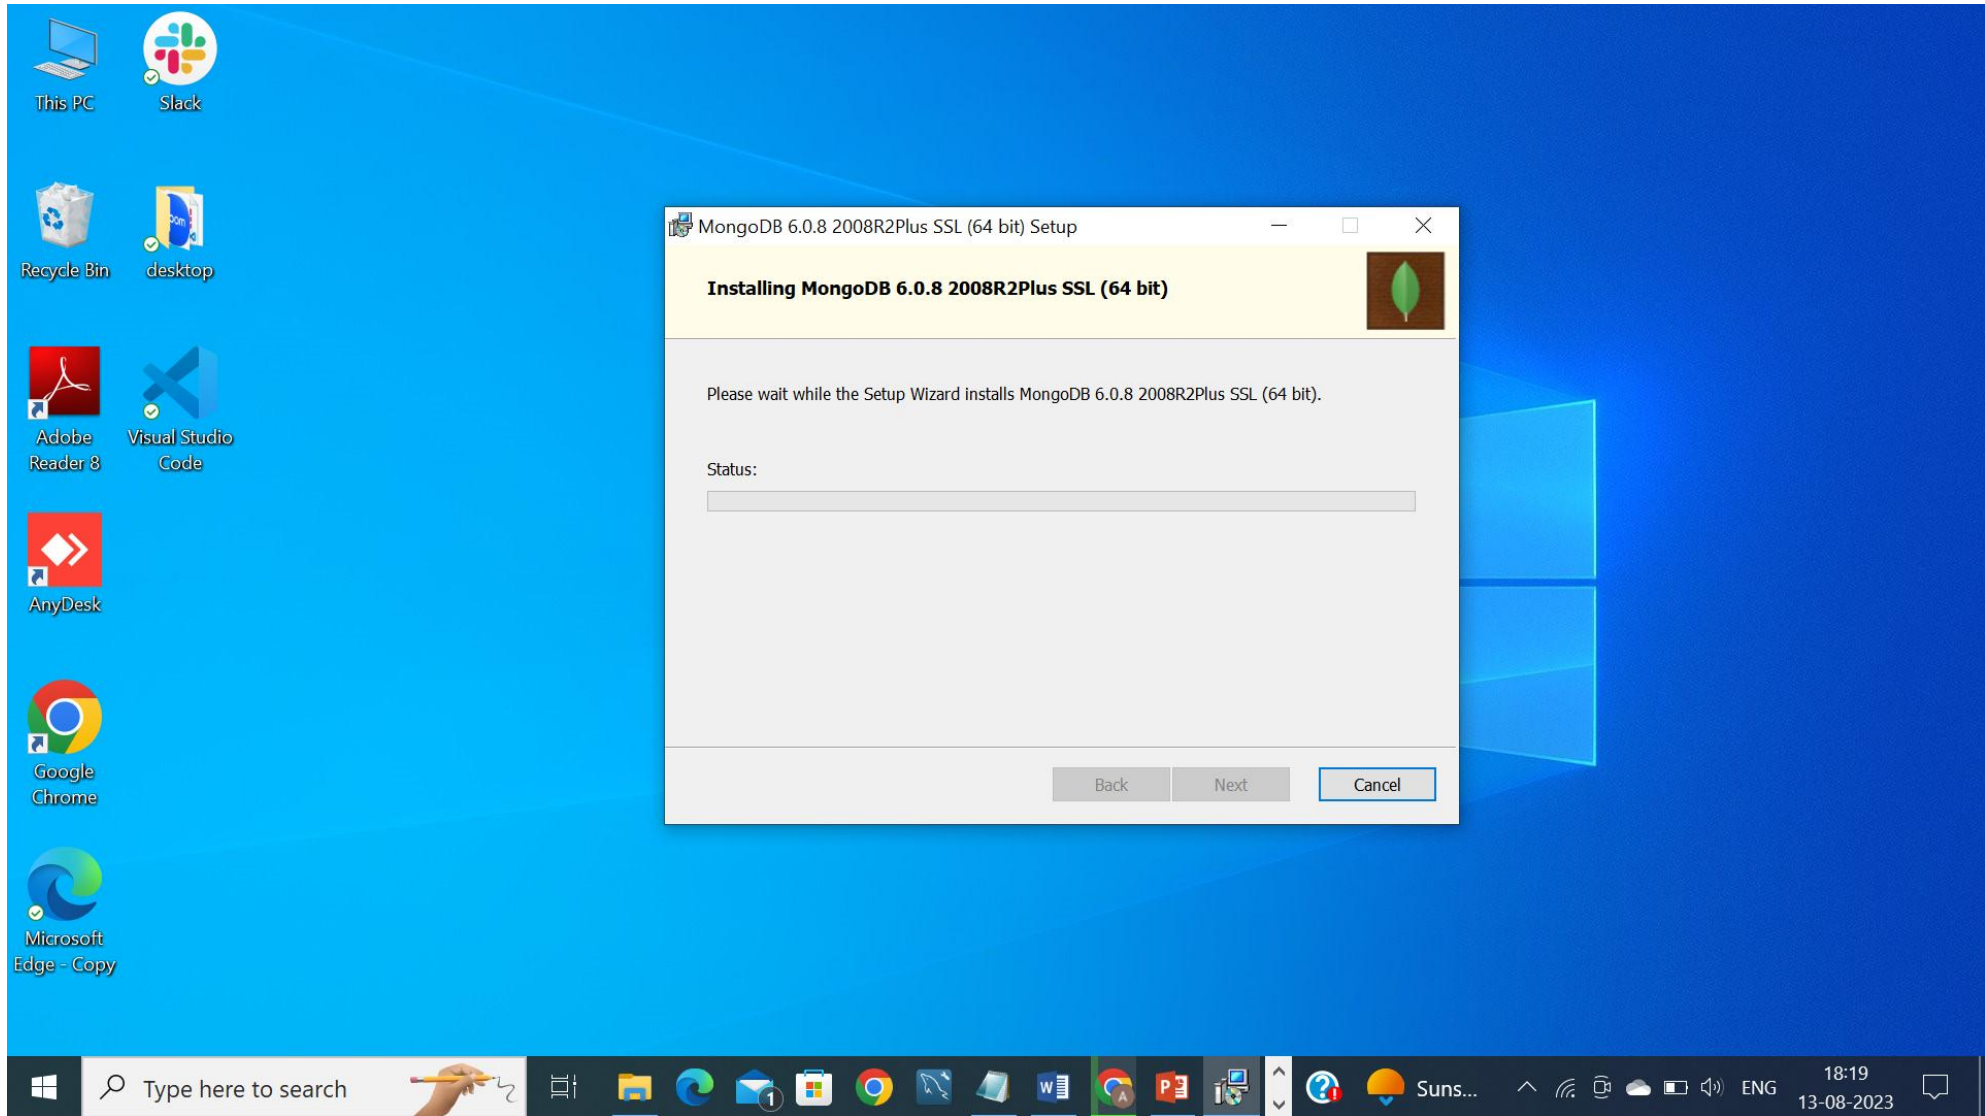 This PC
Slack
Recycle Bin
desktop
Adobe
Reader 8
Visual Studio
Code
AnyDesk
Google
Chrome
Microsoft
Edge - Copy
MongoDB 6.0.8 2008R2Plus SSL (64 bit) Setup
Installing MongoDB 6.0.8 2008R2Plus SSL (64 bit)
Please wait while the Setup Wizard installs MongoDB 6.0.8 2008R2Plus SSL (64 bit).
Status:
Back
Next
Cancel
Type here to search
1
Suns...
ENG
18:19
13-08-2023